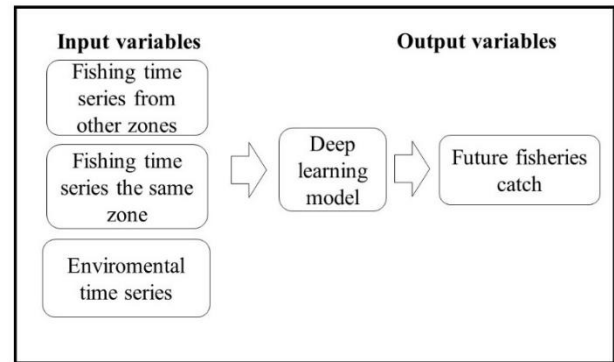 Input variables
Fishing time
series from
other zones
Fishing time
series the same
zone
Enviromental
time series
Deep
learning
model
Output variables
Future fisheries
catch